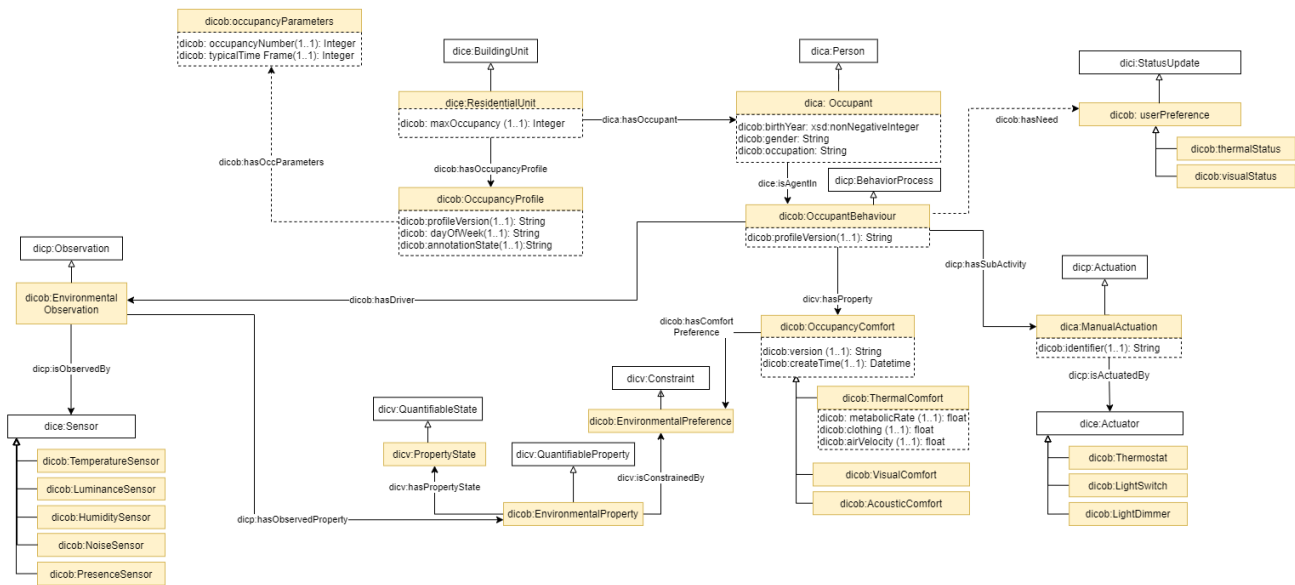 dicob:occupancyParameters
dicob: occupancyNumber(1..1): Integer
dicob: typicalTime Frame(1..1): Integer
dice:BuildingUnit
dica:Person
dici:StatusUpdate
dice:ResidentialUnit
dicob: maxOccupancy (1..1): Integer
dica:hasOccupant
dica: Occupant
dicob:birthYear: xsd:nonNegativeInteger
dicob:gender: String
dicob:occupation: String
dicob:hasNeed
dicob: userPreference
dicob:thermalStatus
dicob:visualStatus
dicob:hasOccParameters
dicob:hasOccupancyProfile
dice:isAgentIn
dicp:BehaviorProcess
dicob:OccupancyProfile
dicob:profileVersion(1..1): String
dicob: dayOfWeek(1..1): String
dicob:annotationState(1..1):String
dicob:OccupantBehaviour
dicob:profileVersion(1..1): String
dicp:Observation
dicp:hasSubActivity
dicp:Actuation
dicob:Environmental
Observation
dicob:hasDriver
dicv:hasProperty
dicob:hasComfort
Preference
dicob:OccupancyComfort
dicob:version (1..1): String
dicob:createTime(1..1): Datetime
dica:ManualActuation
dicob:identifier(1..1): String
dicp:isObservedBy
dicp:isActuatedBy
dicv:Constraint
dicob:ThermalComfort
dicob: metabolicRate (1..1): float
dicob:clothing (1..1): float
dicob:airVelocity (1..1): float
dicv:QuantifiableState
dicob:EnvironmentalPreference
dice:Sensor
dice:Actuator
dicv:PropertyState
dicv:QuantifiableProperty
dicob:TemperatureSensor
dicob:Thermostat
dicv:hasPropertyState
dicv:isConstrainedBy
dicob:VisualComfort
dicob:LuminanceSensor
dicob:LightSwitch
dicob:AcousticComfort
dicp:hasObservedProperty
dicob:EnvironmentalProperty
dicob:HumiditySensor
dicob:LightDimmer
dicob:NoiseSensor
dicob:PresenceSensor